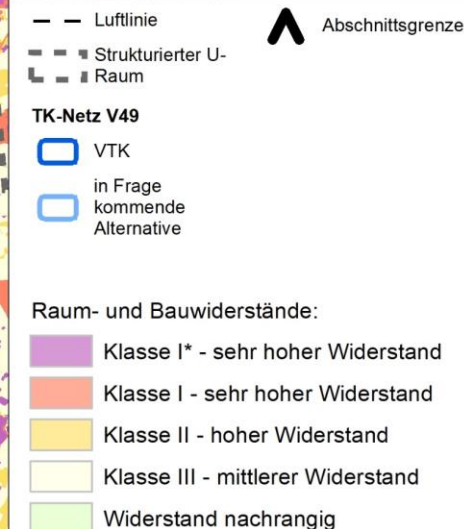 Luftlinie
Abschnittsgrenze
Strukturierter U-
Raum
TK-Netz V49
VTK
in Frage
kommende
Alternative
Raum- und Bauwiderstände:
Klasse I* - sehr hoher Widerstand
Klasse I - sehr hoher Widerstand
Klasse II - hoher Widerstand
Klasse III - mittlerer Widerstand
Widerstand nachrangig